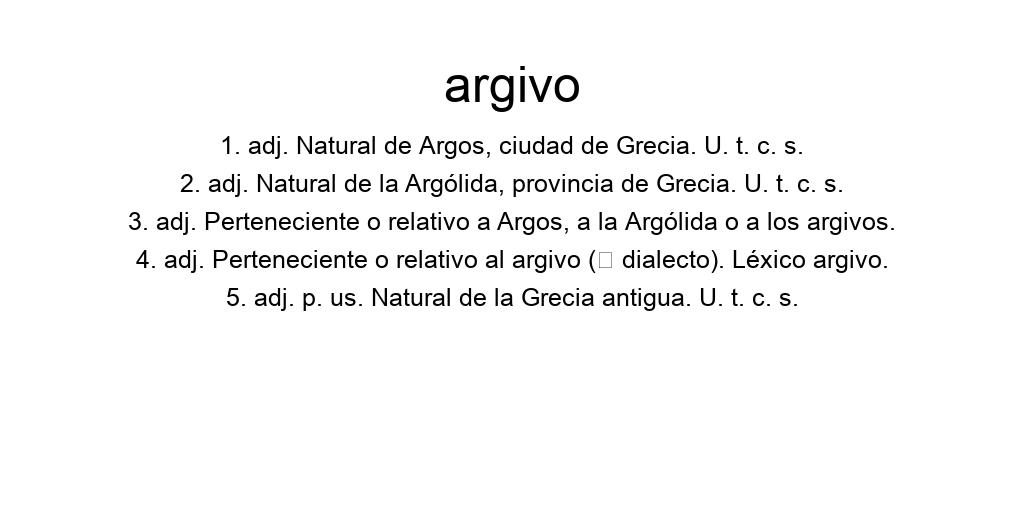 argivo
1. adj. Natural de Argos, ciudad de Grecia. U. t. c. s.
2. adj. Natural de la Argólida, provincia de Grecia. U. t. c. s.
3. adj. Perteneciente o relativo a Argos, a la Argólida o a los argivos.
4. adj. Perteneciente o relativo al argivo (□ dialecto). Léxico argivo.
5. adj. p. us. Natural de la Grecia antigua. U. t. c. s.